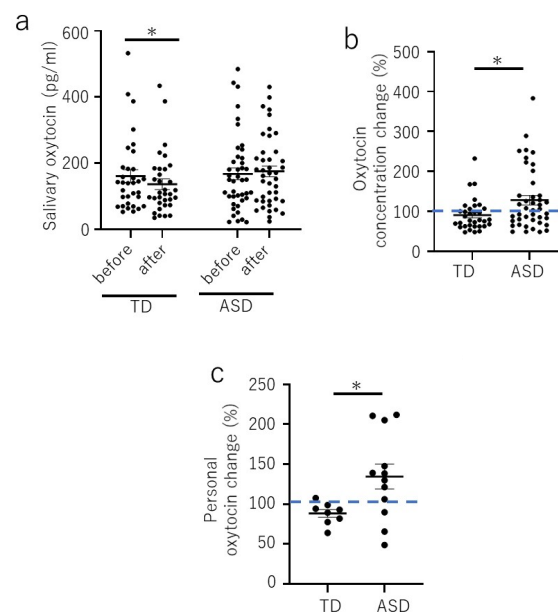 a
Salivary oxytocin (pg/ml)
600
400
200
0
*
before
after
before
after
TD
ASD
b
Oxytocin
concentration change (%)
500
400
300
200
100
0
*
TD
ASD
c
Personal
oxytocin change (%)
250
200
150
100
50
0
*
TD
ASD